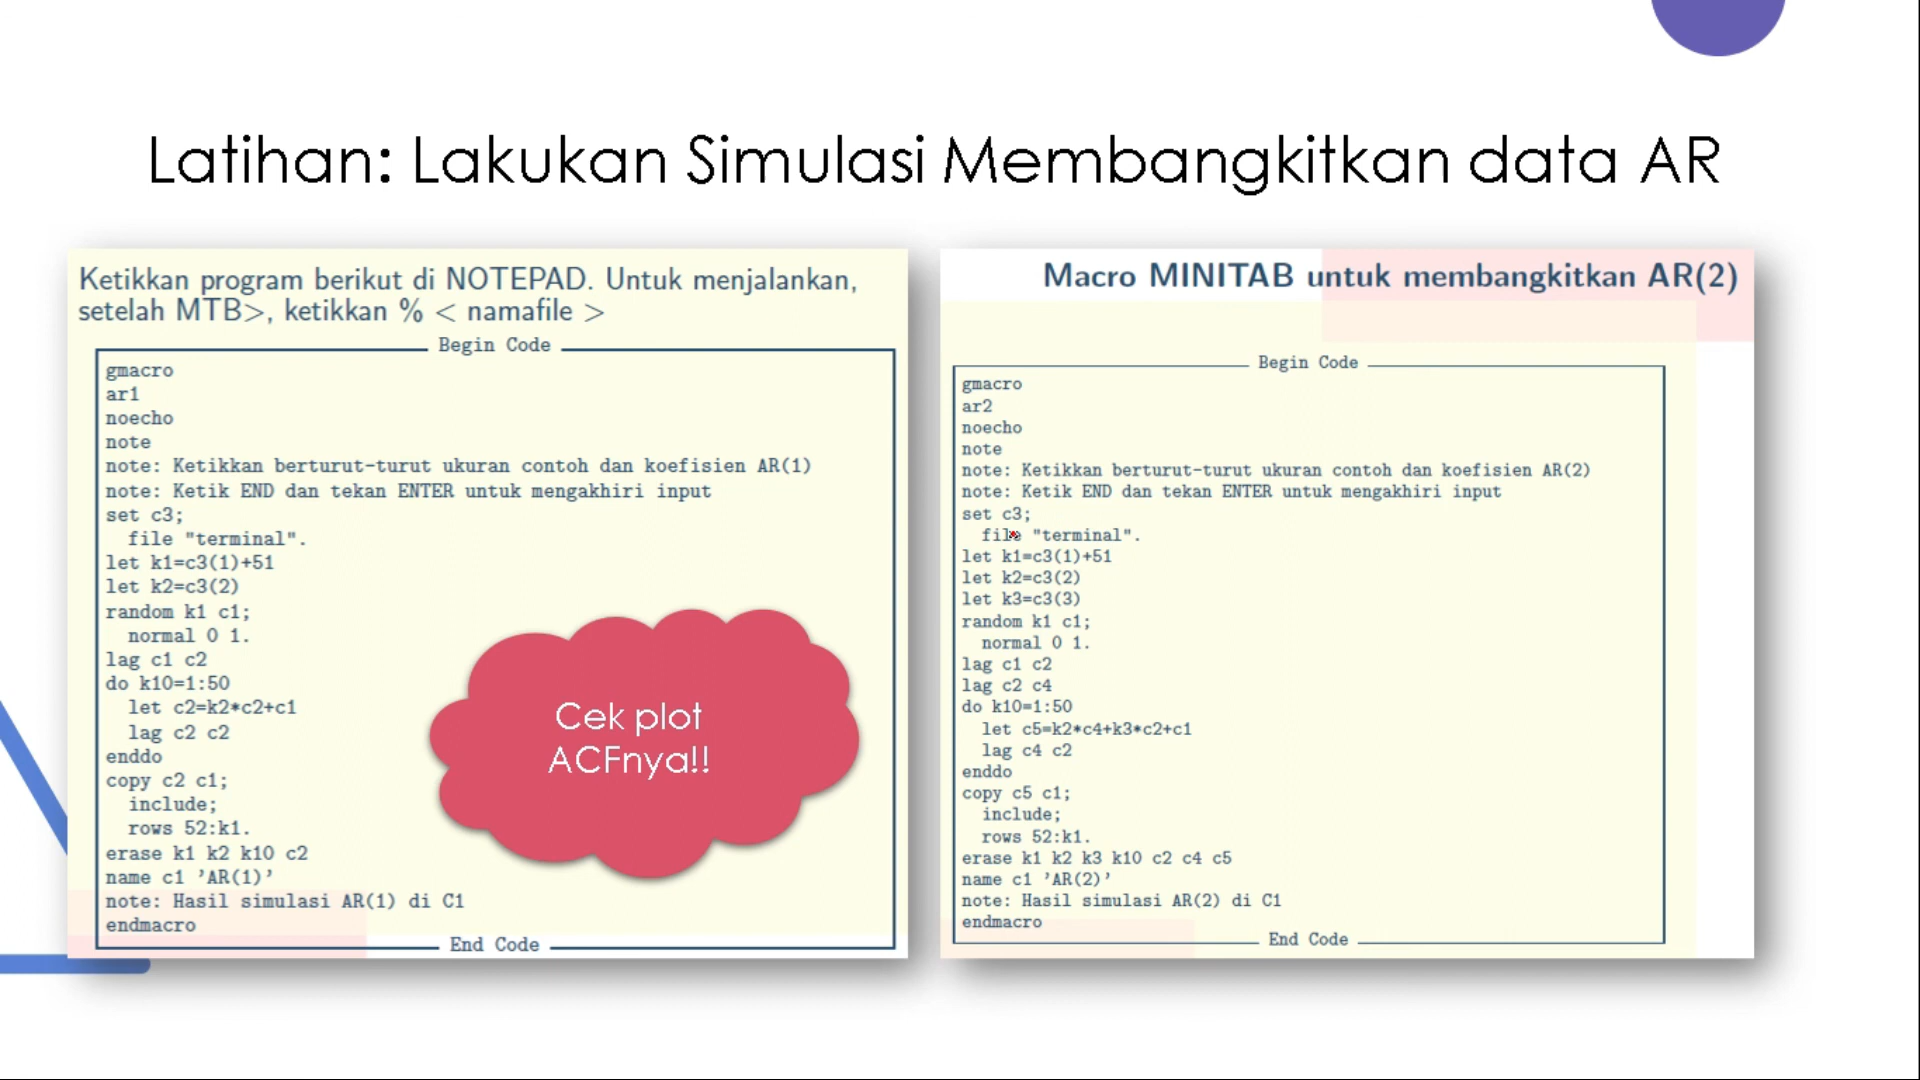 Latihan: Lakukan Simulasi Membangkitkan data AR
Ketikkan program berikut di NOTEPAD. Untuk menjalankan,
setelah MTB>, ketikkan % < namafile >
Begin Code
gmacro
ar1
noecho
note
note: Ketikkan berturut-turut ukuran contoh dan koefisien AR(1)
note: Ketik END dan tekan ENTER untuk mengakhiri input
set c3;
  file "terminal".
let k1=c3(1)+51
let k2=c3(2)
random k1 c1;
  normal 0 1.
lag c1 c2
do k10=1:50
  let c2=k2*c2+c1
  lag c2 c2
enddo
copy c2 c1;
  include;
  rows 52:k1.
erase k1 k2 k10 c2
name c1 ’AR(1)’
note: Hasil simulasi AR(1) di C1
endmacro
End Code
Cek plot
ACFnya!!
Macro MINITAB untuk membangkitkan AR(2)
Begin Code
gmacro
ar2
noecho
note
note: Ketikkan berturut-turut ukuran contoh dan koefisien AR(2)
note: Ketik END dan tekan ENTER untuk mengakhiri input
set c3;
  file "terminal".
let k1=c3(1)+51
let k2=c3(2)
let k3=c3(3)
random k1 c1;
  normal 0 1.
lag c1 c2
lag c2 c4
do k10=1:50
  let c5=k2*c4+k3*c2+c1
  lag c4 c2
enddo
copy c5 c1;
  include;
  rows 52:k1.
erase k1 k2 k3 k10 c2 c4 c5
name c1 ’AR(2)’
note: Hasil simulasi AR(2) di C1
endmacro
End Code